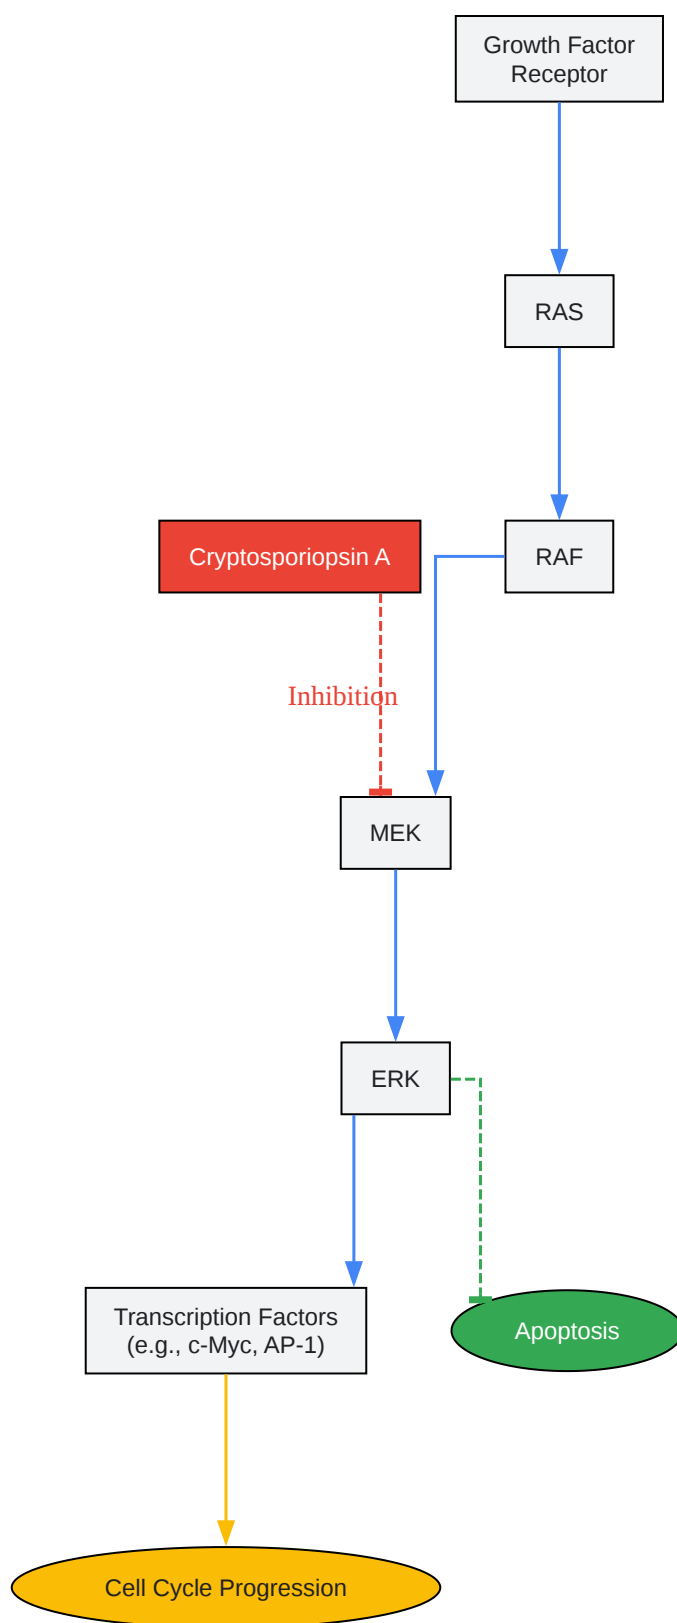 Growth Factor
Receptor
RAS
Cryptosporiopsin A
RAF
Inhibition
MEK
ERK
Transcription Factors
(e.g., c-Myc, AP-1)
Apoptosis
Cell Cycle Progression